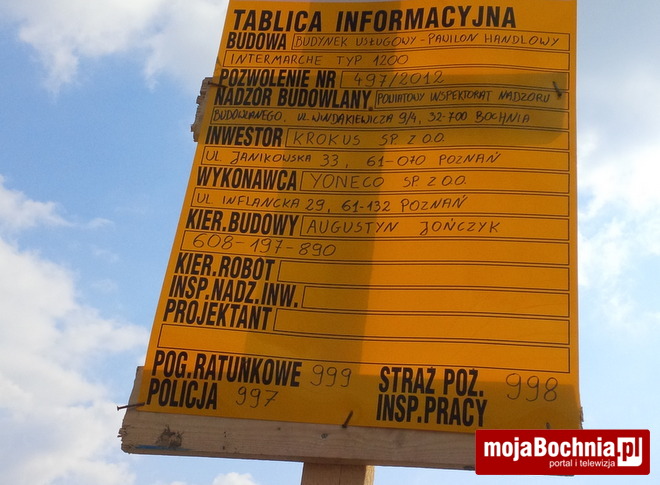 TABLICA INFORMACYJNA
BUDOWA BUDYNEK USŁUGOWY - PAWILON HANDLOWY
INTERMARCHE TYP 1200
POZWOLENIE NR 497/2012
NADZÓR BUDOWLANY POWIATOWY INSPEKTORAT NADZORU
BUDOWLANEGO, UL. WINDAKIEWICZA 9/4, 32-700 BOCHNIA
INWESTOR KROKUS SP. Z O.O.
UL. JANIKOWSKA 33, 61-070 POZNAŃ
WYKONAWCA YONECO SP. Z O.O.
UL INFLANCKA 29, 61-132 POZNAŃ
KIER.BUDOWY AUGUSTYN JOŃCZYK
608-197-890
KIER.ROBÓT
INSP.NADZ.INW.
PROJEKTANT
POG.RATUNKOWE 999 STRAŻ POŻ. 998
POLICJA 997 INSP.PRACY
mojaBochnia.pl
portal i telewizja